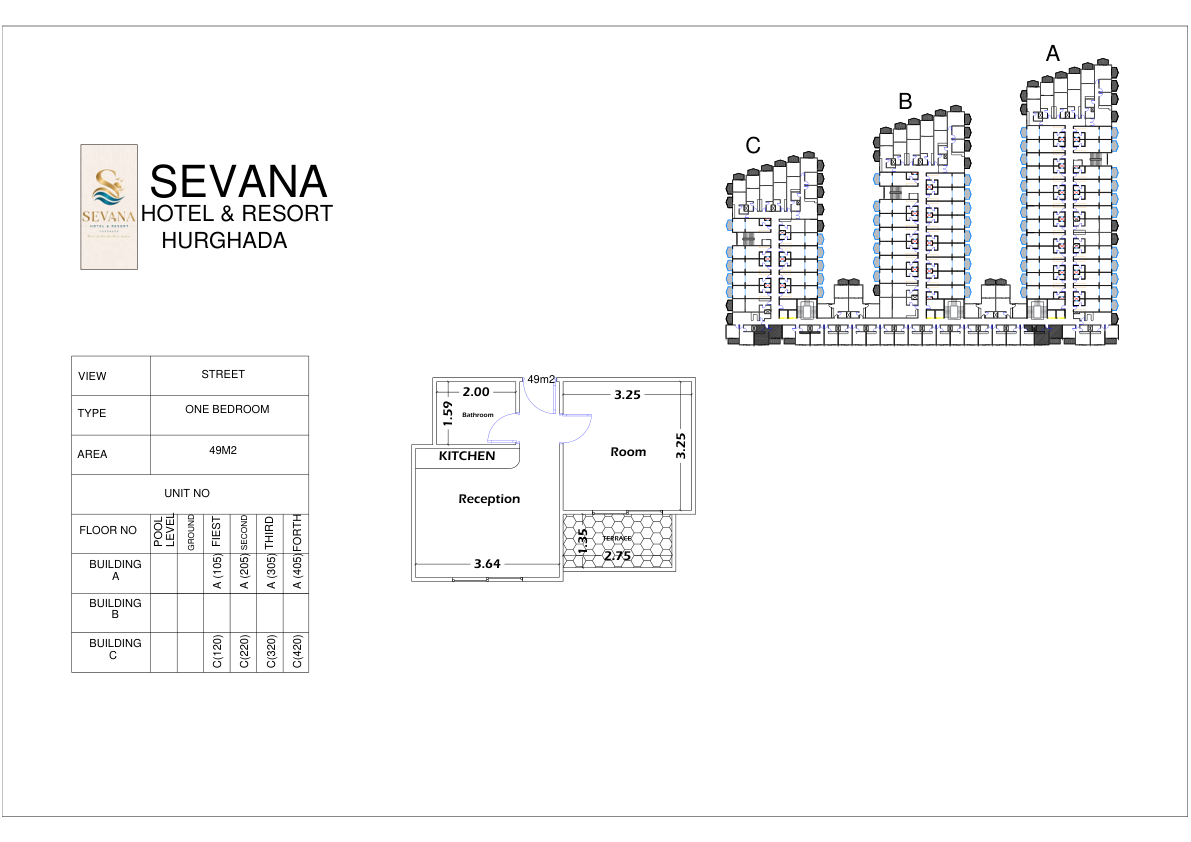 A
B
C
SEVANA
HOTEL & RESORT
HURGHADA
SEVANA
HOTEL & RESORT
HURGHADA
VIEW STREET
TYPE ONE BEDROOM
AREA 49M2
UNIT NO
FLOOR NO POOL LEVEL GROUND FIEST SECOND THIRD FORTH
BUILDING A A (105) A (205) A (305) A (405)
BUILDING B
BUILDING C C(120) C(220) C(320) C(420)
49m2
2.00
3.25
1.59
Bathroom
3.25
KITCHEN
Room
Reception
1.35
TERRACE
2.75
3.64